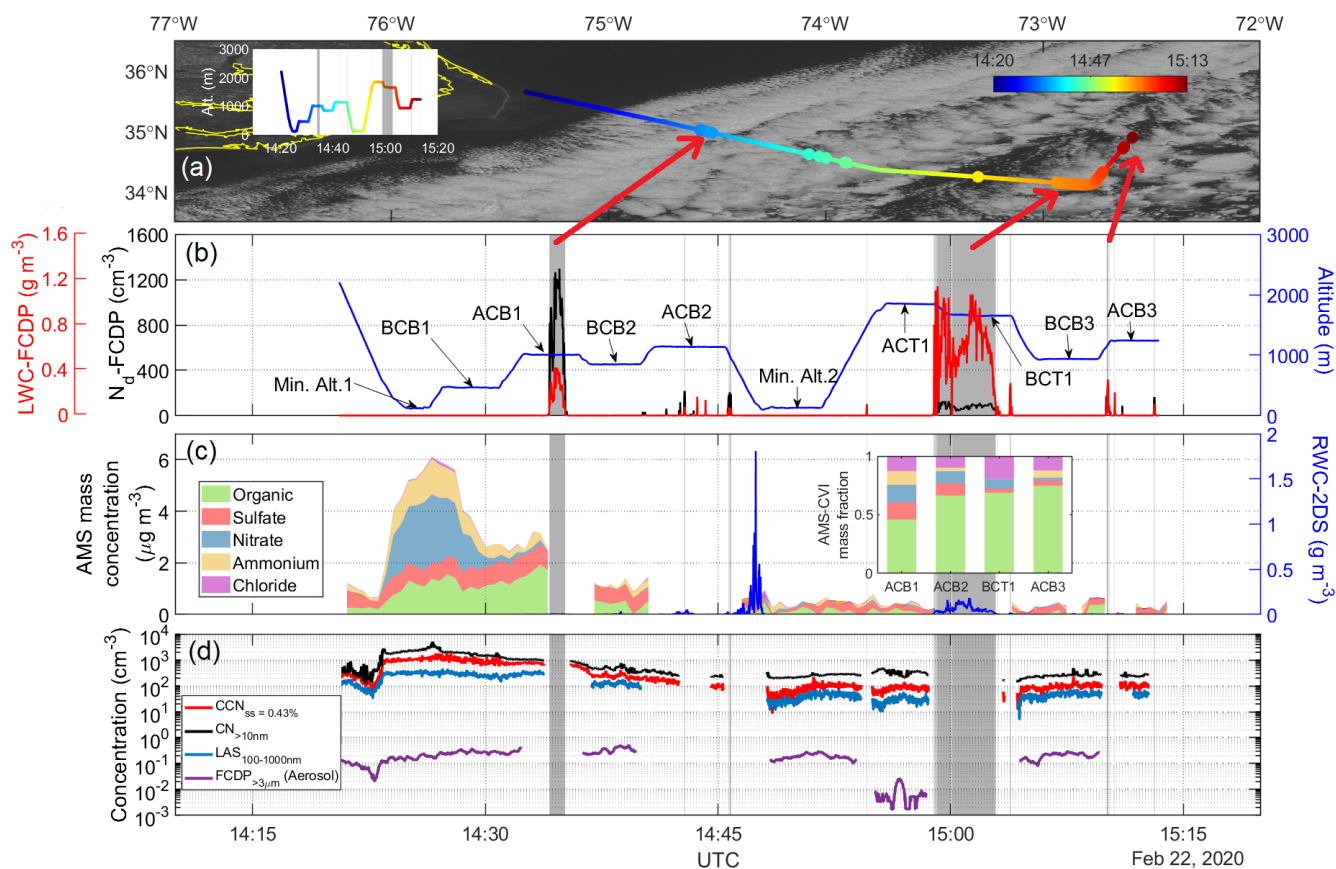 77°W 76°W 75°W 74°W 73°W 72°W
36°N
35°N
34°N
3000
2000
1000
0
Alt. (m)
14:20 14:40 15:00 15:20
(a)
14:20 14:47 15:13
(b)
1.6
1.2
0.8
0.4
0
LWC-FCDP (g m-3)
1600
1200
800
400
0
Nd-FCDP (cm-3)
3000
2000
1000
0
Altitude (m)
Min. Alt.1
BCB1
ACB1
BCB2
ACB2
Min. Alt.2
ACT1
BCT1
BCB3
ACB3
(c)
6
4
2
0
AMS mass
concentration
(μg m-3)
Organic
Sulfate
Nitrate
Ammonium
Chloride
1
0.5
0
AMS-CVI
mass fraction
ACB1 ACB2 BCT1 ACB3
2
1.5
1
0.5
0
RWC-2DS (g m-3)
(d)
104
103
102
101
100
10-1
10-2
10-3
Concentration (cm-3)
CCNss = 0.43%
CN>10nm
LAS100-1000nm
FCDP>3μm (Aerosol)
14:15 14:30 14:45 15:00 15:15
UTC
Feb 22, 2020